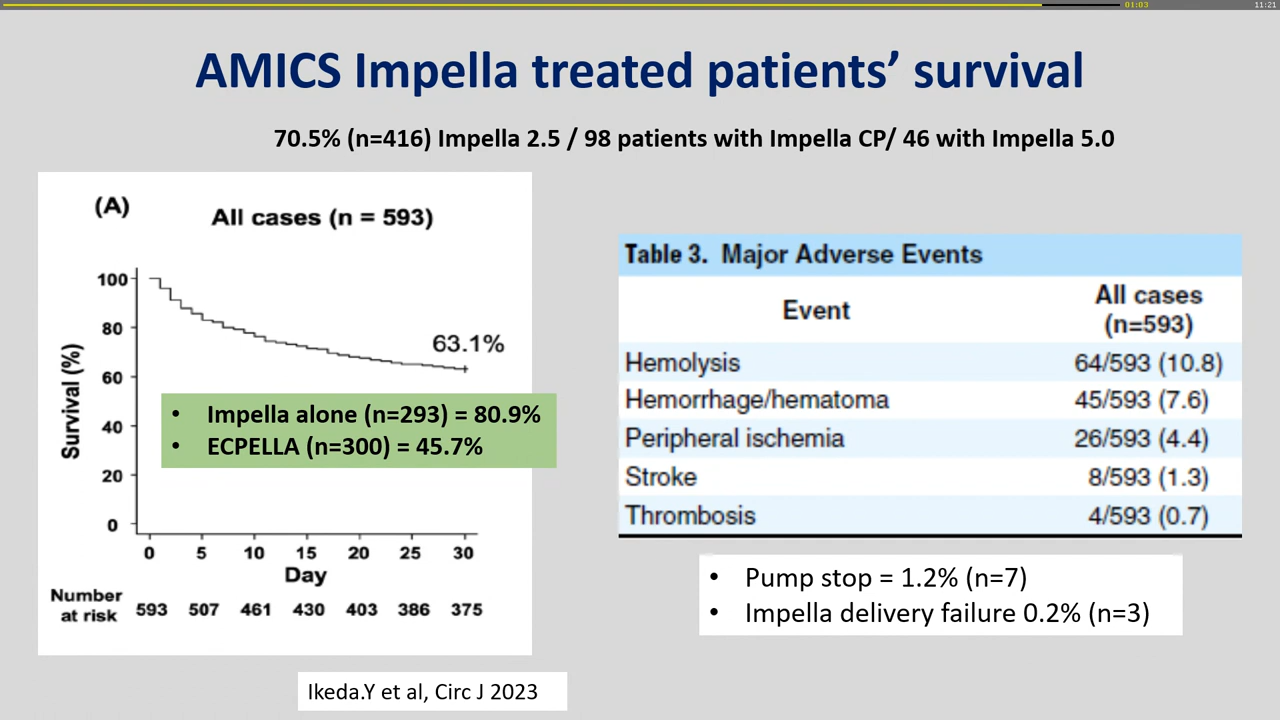 01:03
11:21
AMICS Impella treated patients’ survival
70.5% (n=416) Impella 2.5 / 98 patients with Impella CP/ 46 with Impella 5.0
(A)
All cases (n = 593)
Survival (%)
100
80
60
40
20
0
63.1%
• Impella alone (n=293) = 80.9%
• ECPELLA (n=300) = 45.7%
0 5 10 15 20 25 30
Day
Number
at risk
593 507 461 430 403 386 375
Ikeda.Y et al, Circ J 2023
Table 3. Major Adverse Events
Event
All cases
(n=593)
Hemolysis 64/593 (10.8)
Hemorrhage/hematoma 45/593 (7.6)
Peripheral ischemia 26/593 (4.4)
Stroke 8/593 (1.3)
Thrombosis 4/593 (0.7)
• Pump stop = 1.2% (n=7)
• Impella delivery failure 0.2% (n=3)